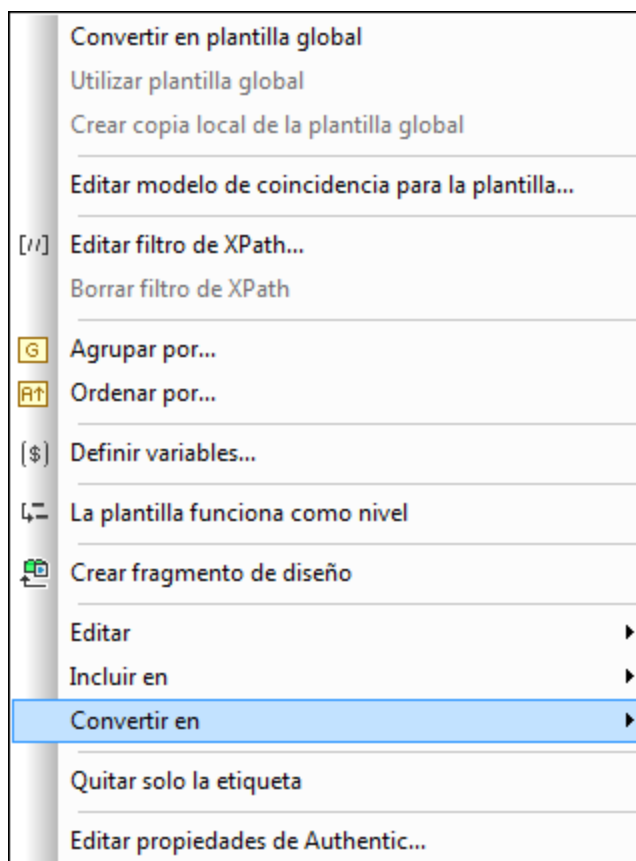 Convertir en plantilla global
Utilizar plantilla global
Crear copia local de la plantilla global
Editar modelo de coincidencia para la plantilla...
[//] Editar filtro de XPath...
Borrar filtro de XPath
G Agrupar por...
A↑ Ordenar por...
($) Definir variables...
La plantilla funciona como nivel
Crear fragmento de diseño
Editar
Incluir en
Convertir en
Quitar solo la etiqueta
Editar propiedades de Authentic...